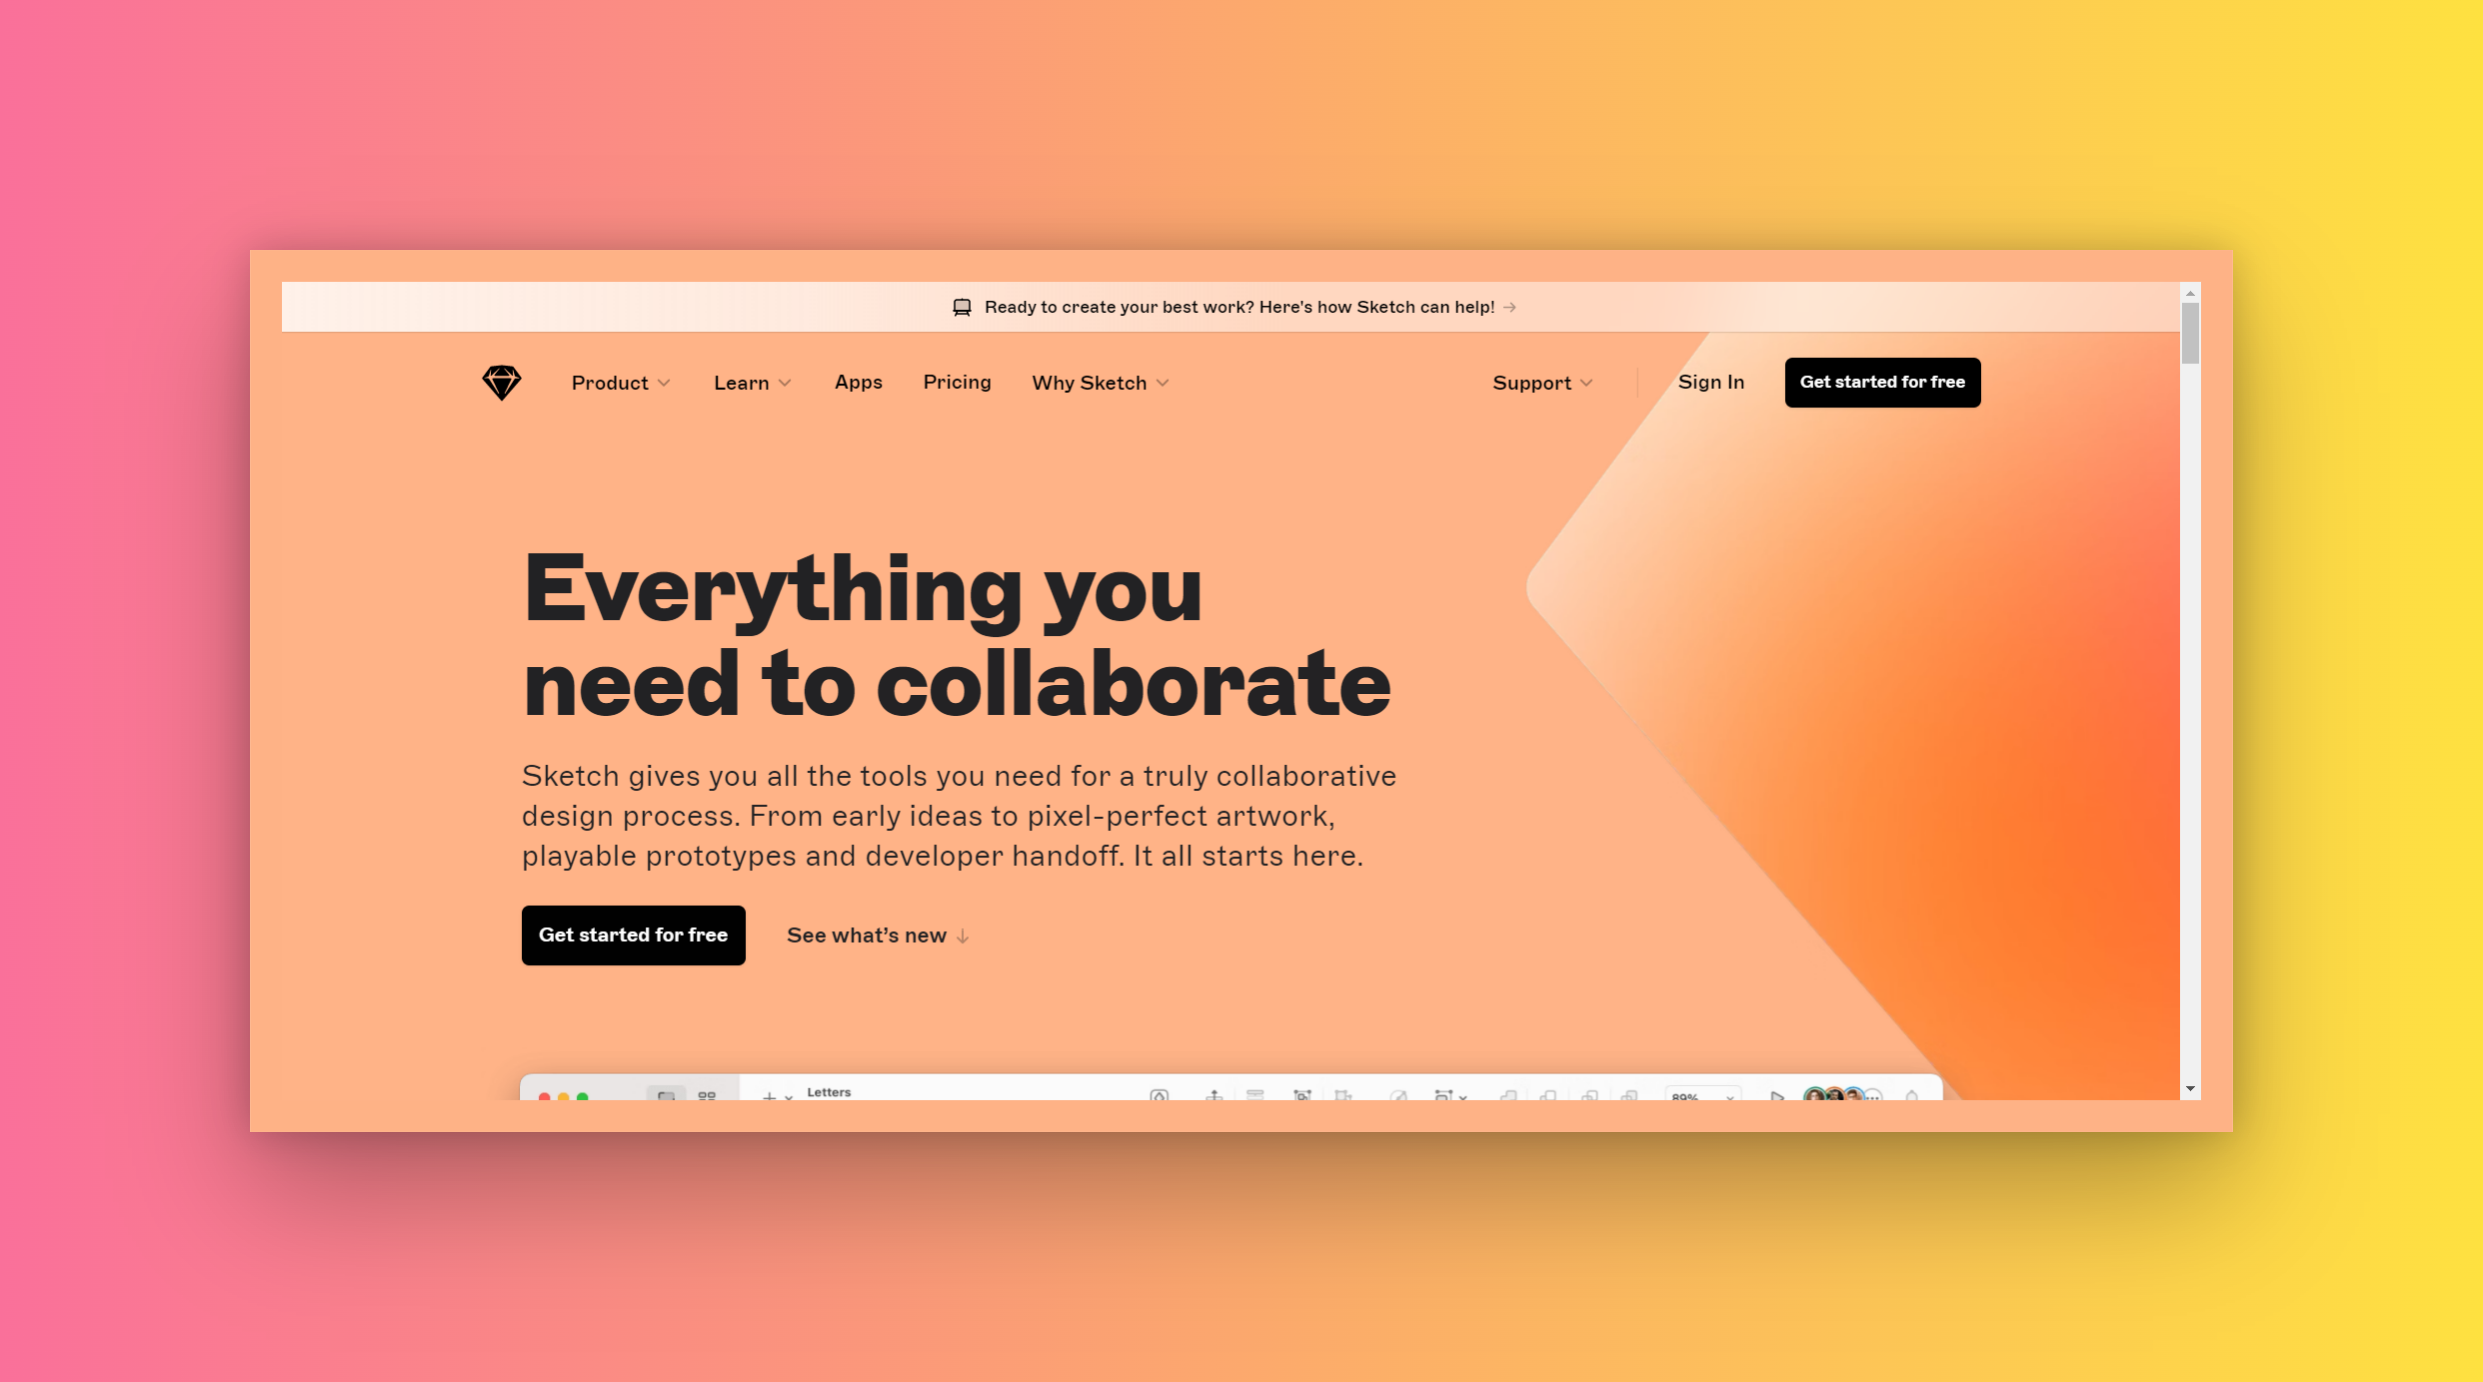 Ready to create your best work? Here's how Sketch can help! →
Product
Learn
Apps
Pricing
Why Sketch
Support
Sign In
Get started for free
Everything you
need to collaborate
Sketch gives you all the tools you need for a truly collaborative
design process. From early ideas to pixel-perfect artwork,
playable prototypes and developer handoff. It all starts here.
Get started for free
See what’s new ↓
Letters
89%